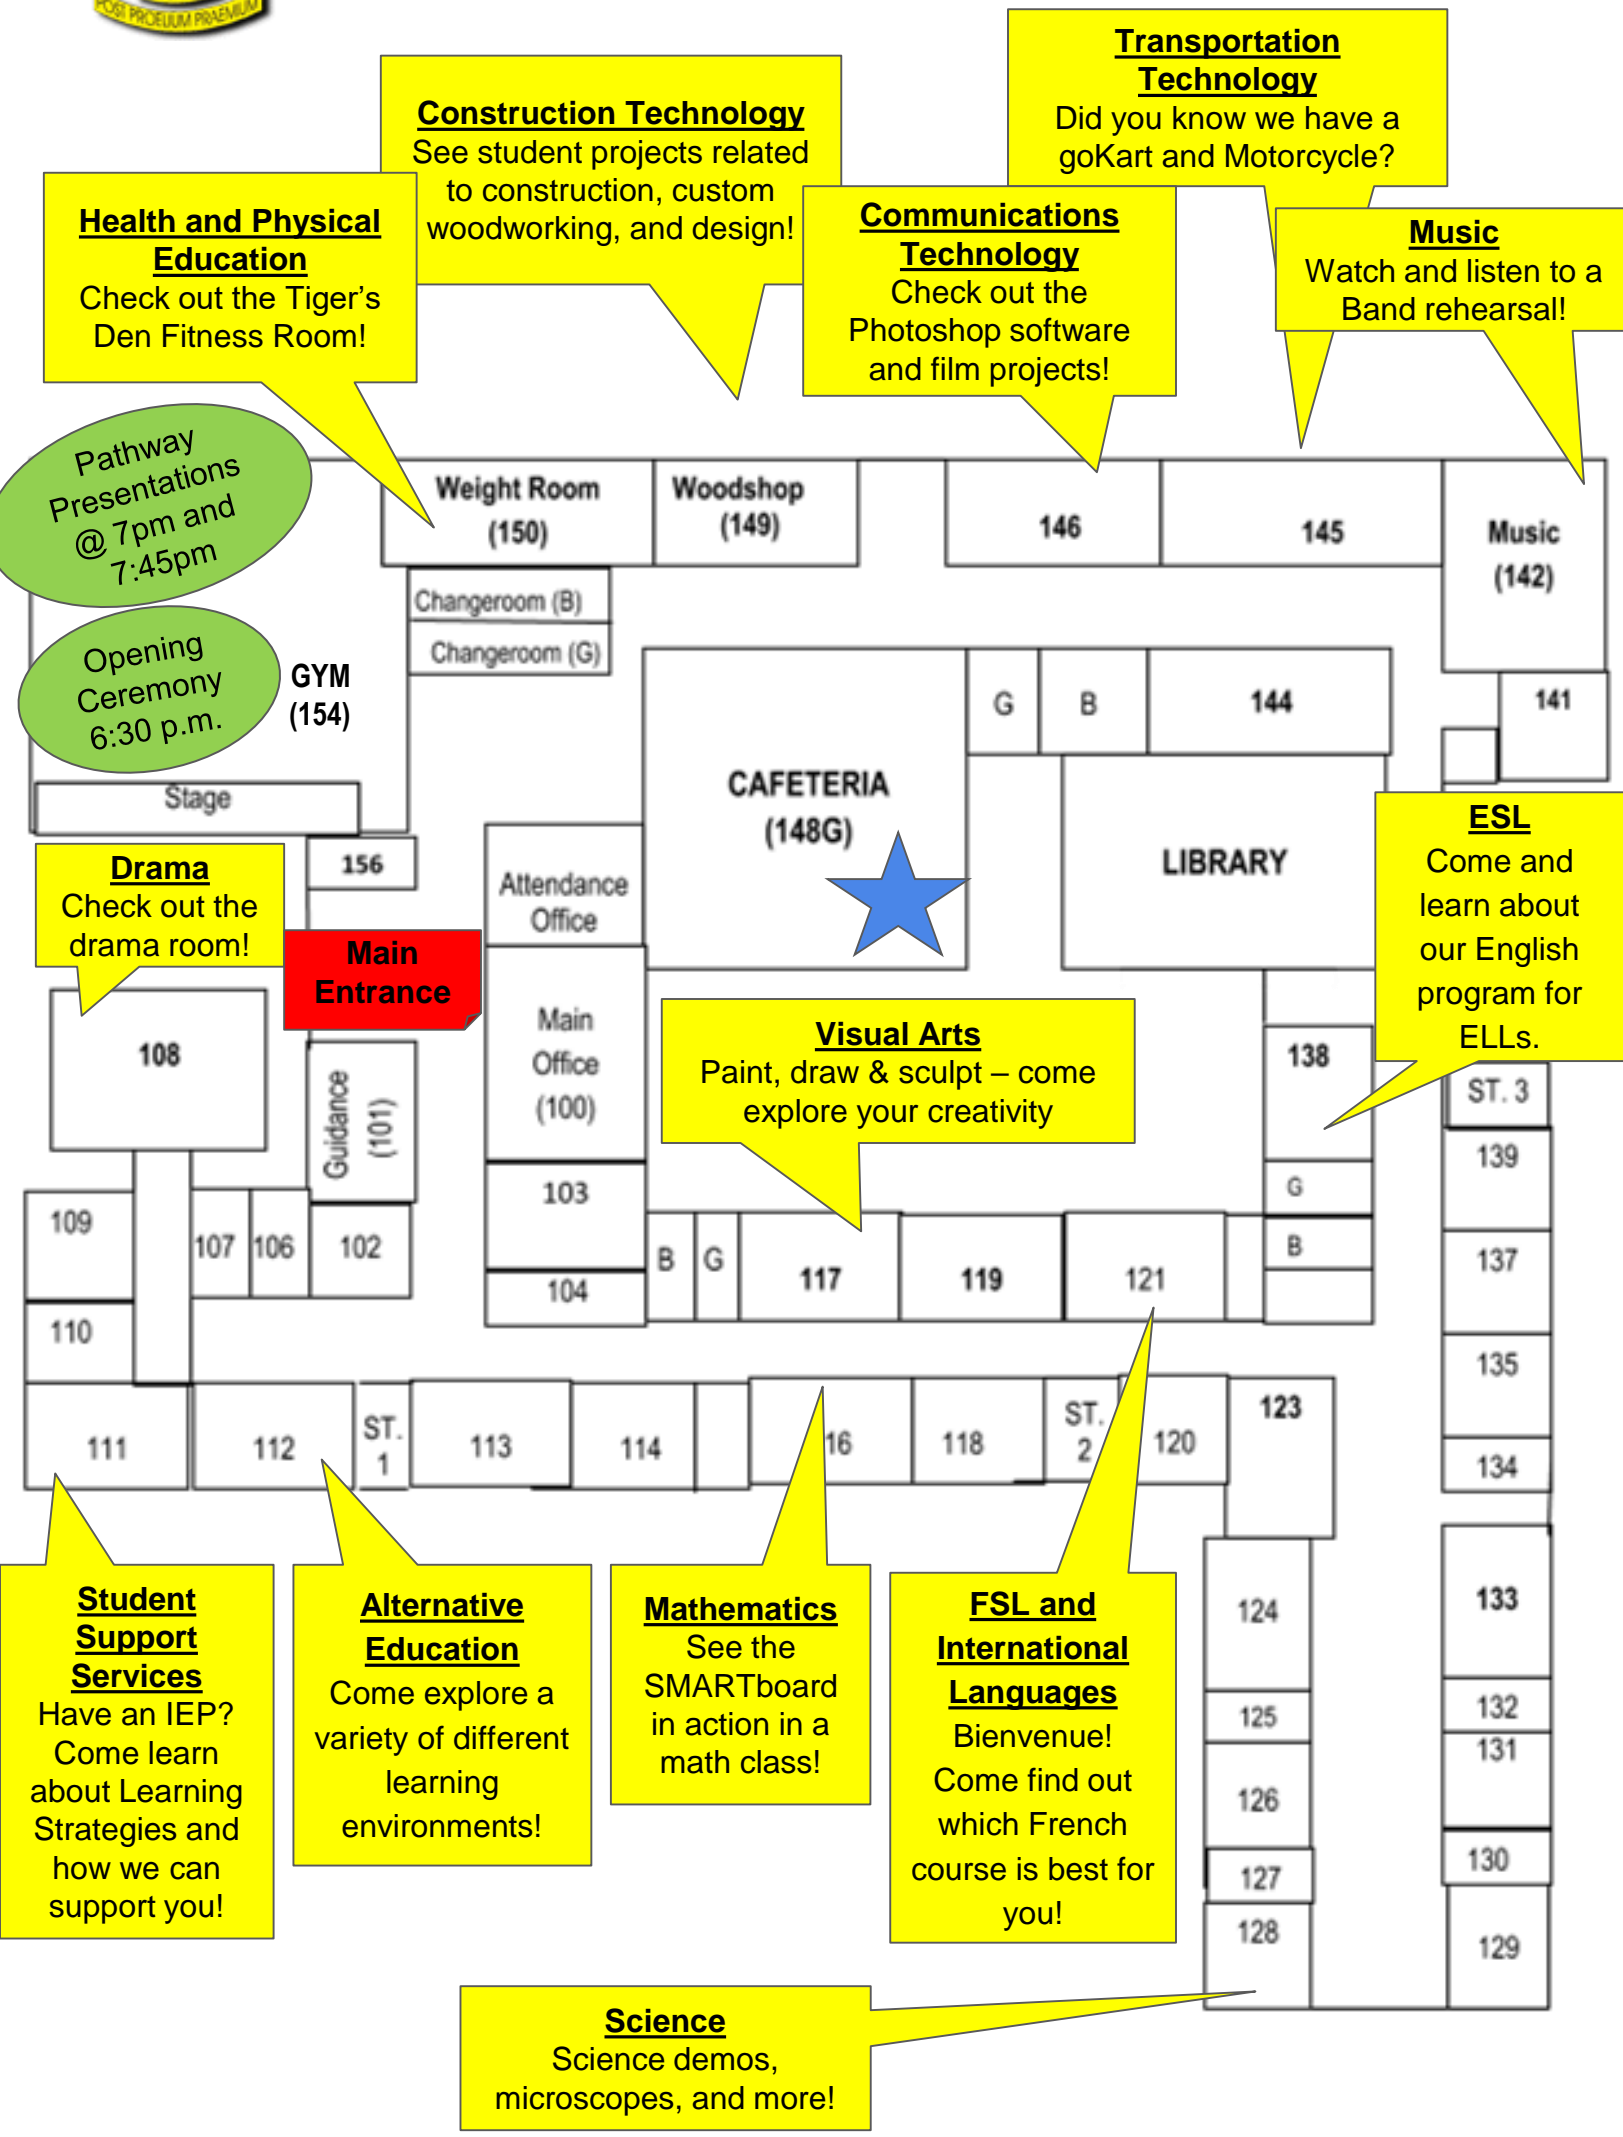 POST PROELIUM PRAEMIUM
Transportation
Technology
Did you know we have a
goKart and Motorcycle?
Construction Technology
See student projects related
to construction, custom
woodworking, and design!
Health and Physical
Education
Check out the Tiger’s
Den Fitness Room!
Communications
Technology
Check out the
Photoshop software
and film projects!
Music
Watch and listen to a
Band rehearsal!
Pathway
Presentations
@ 7pm and
7:45pm
Weight Room
(150)
Woodshop
(149)
146
145
Music
(142)
Changeroom (B)
Changeroom (G)
Opening
Ceremony
6:30 p.m.
GYM
(154)
Stage
G
B
144
141
CAFETERIA
(148G)
LIBRARY
ESL
Come and
learn about
our English
program for
ELLs.
Drama
Check out the
drama room!
156
Attendance
Office
Main
Entrance
Main
Office
(100)
108
Guidance
(101)
Visual Arts
Paint, draw & sculpt – come
explore your creativity
138
ST. 3
139
103
G
109
107
106
102
B
G
117
119
121
B
137
104
110
135
111
112
ST.
1
113
114
16
118
ST.
2
120
123
134
Student
Support
Services
Have an IEP?
Come learn
about Learning
Strategies and
how we can
support you!
Alternative
Education
Come explore a
variety of different
learning
environments!
Mathematics
See the
SMARTboard
in action in a
math class!
FSL and
International
Languages
Bienvenue!
Come find out
which French
course is best for
you!
124
133
125
132
126
131
127
130
128
129
Science
Science demos,
microscopes, and more!